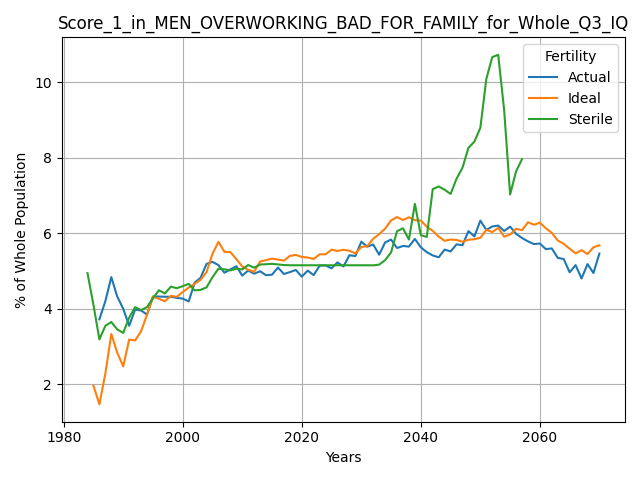 Score_1_in_MEN_OVERWORKING_BAD_FOR_FAMILY_for_Whole_Q3_IQ
Fertility
Actual
Ideal
Sterile
10
8
6
4
2
% of Whole Population
1980
2000
2020
2040
2060
Years